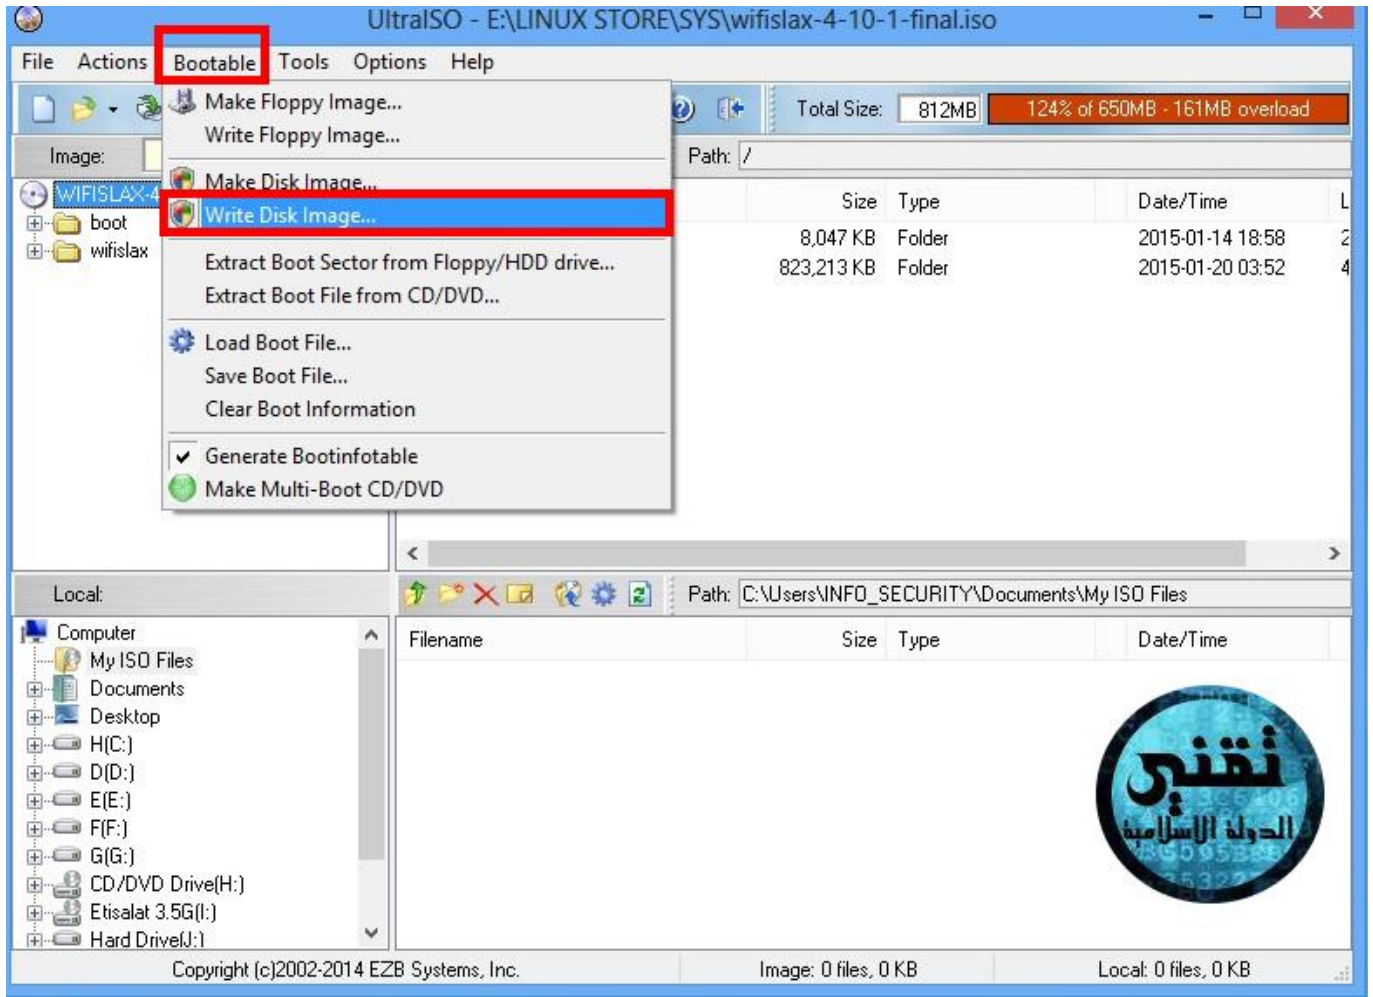 UltraISO - E:\LINUX STORE\SYS\wifislax-4-10-1-final.iso
File Actions Bootable Tools Options Help
Make Floppy Image...
Write Floppy Image...
Make Disk Image...
Write Disk Image...
Extract Boot Sector from Floppy/HDD drive...
Extract Boot File from CD/DVD...
Load Boot File...
Save Boot File...
Clear Boot Information
Generate Bootinfotable
Make Multi-Boot CD/DVD
Total Size: 812MB 124% of 650MB - 161MB overload
Image: Path: /
WIFISLAX-4
boot
wifislax
Size Type Date/Time L
8,047 KB Folder 2015-01-14 18:58 2
823,213 KB Folder 2015-01-20 03:52 4
Local: Path: C:\Users\INFO_SECURITY\Documents\My ISO Files
Computer
My ISO Files
Documents
Desktop
H(C:)
D(D:)
E(E:)
F(F:)
G(G:)
CD/DVD Drive(H:)
Etisalat 3.5G(I:)
Hard Drive(J:)
Filename Size Type Date/Time
تقني
الدولة الإسلامية
Copyright (c)2002-2014 EZB Systems, Inc. Image: 0 files, 0 KB Local: 0 files, 0 KB